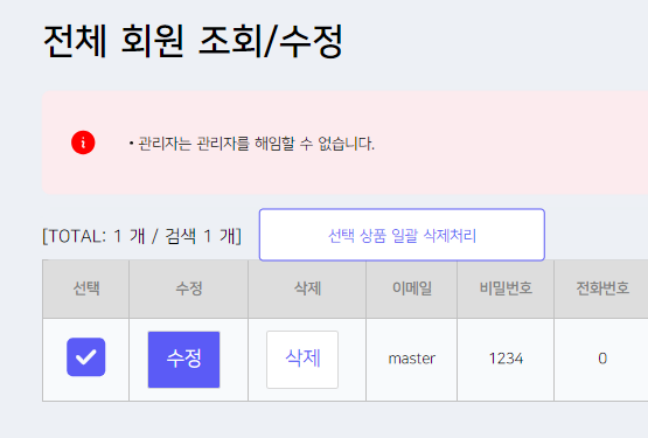 전체 회원 조회/수정
• 관리자는 관리자를 해임할 수 없습니다.
[TOTAL: 1 개 / 검색 1 개] 선택 상품 일괄 삭제처리
선택 수정 삭제 이메일 비밀번호 전화번호
수정 삭제 master 1234 0